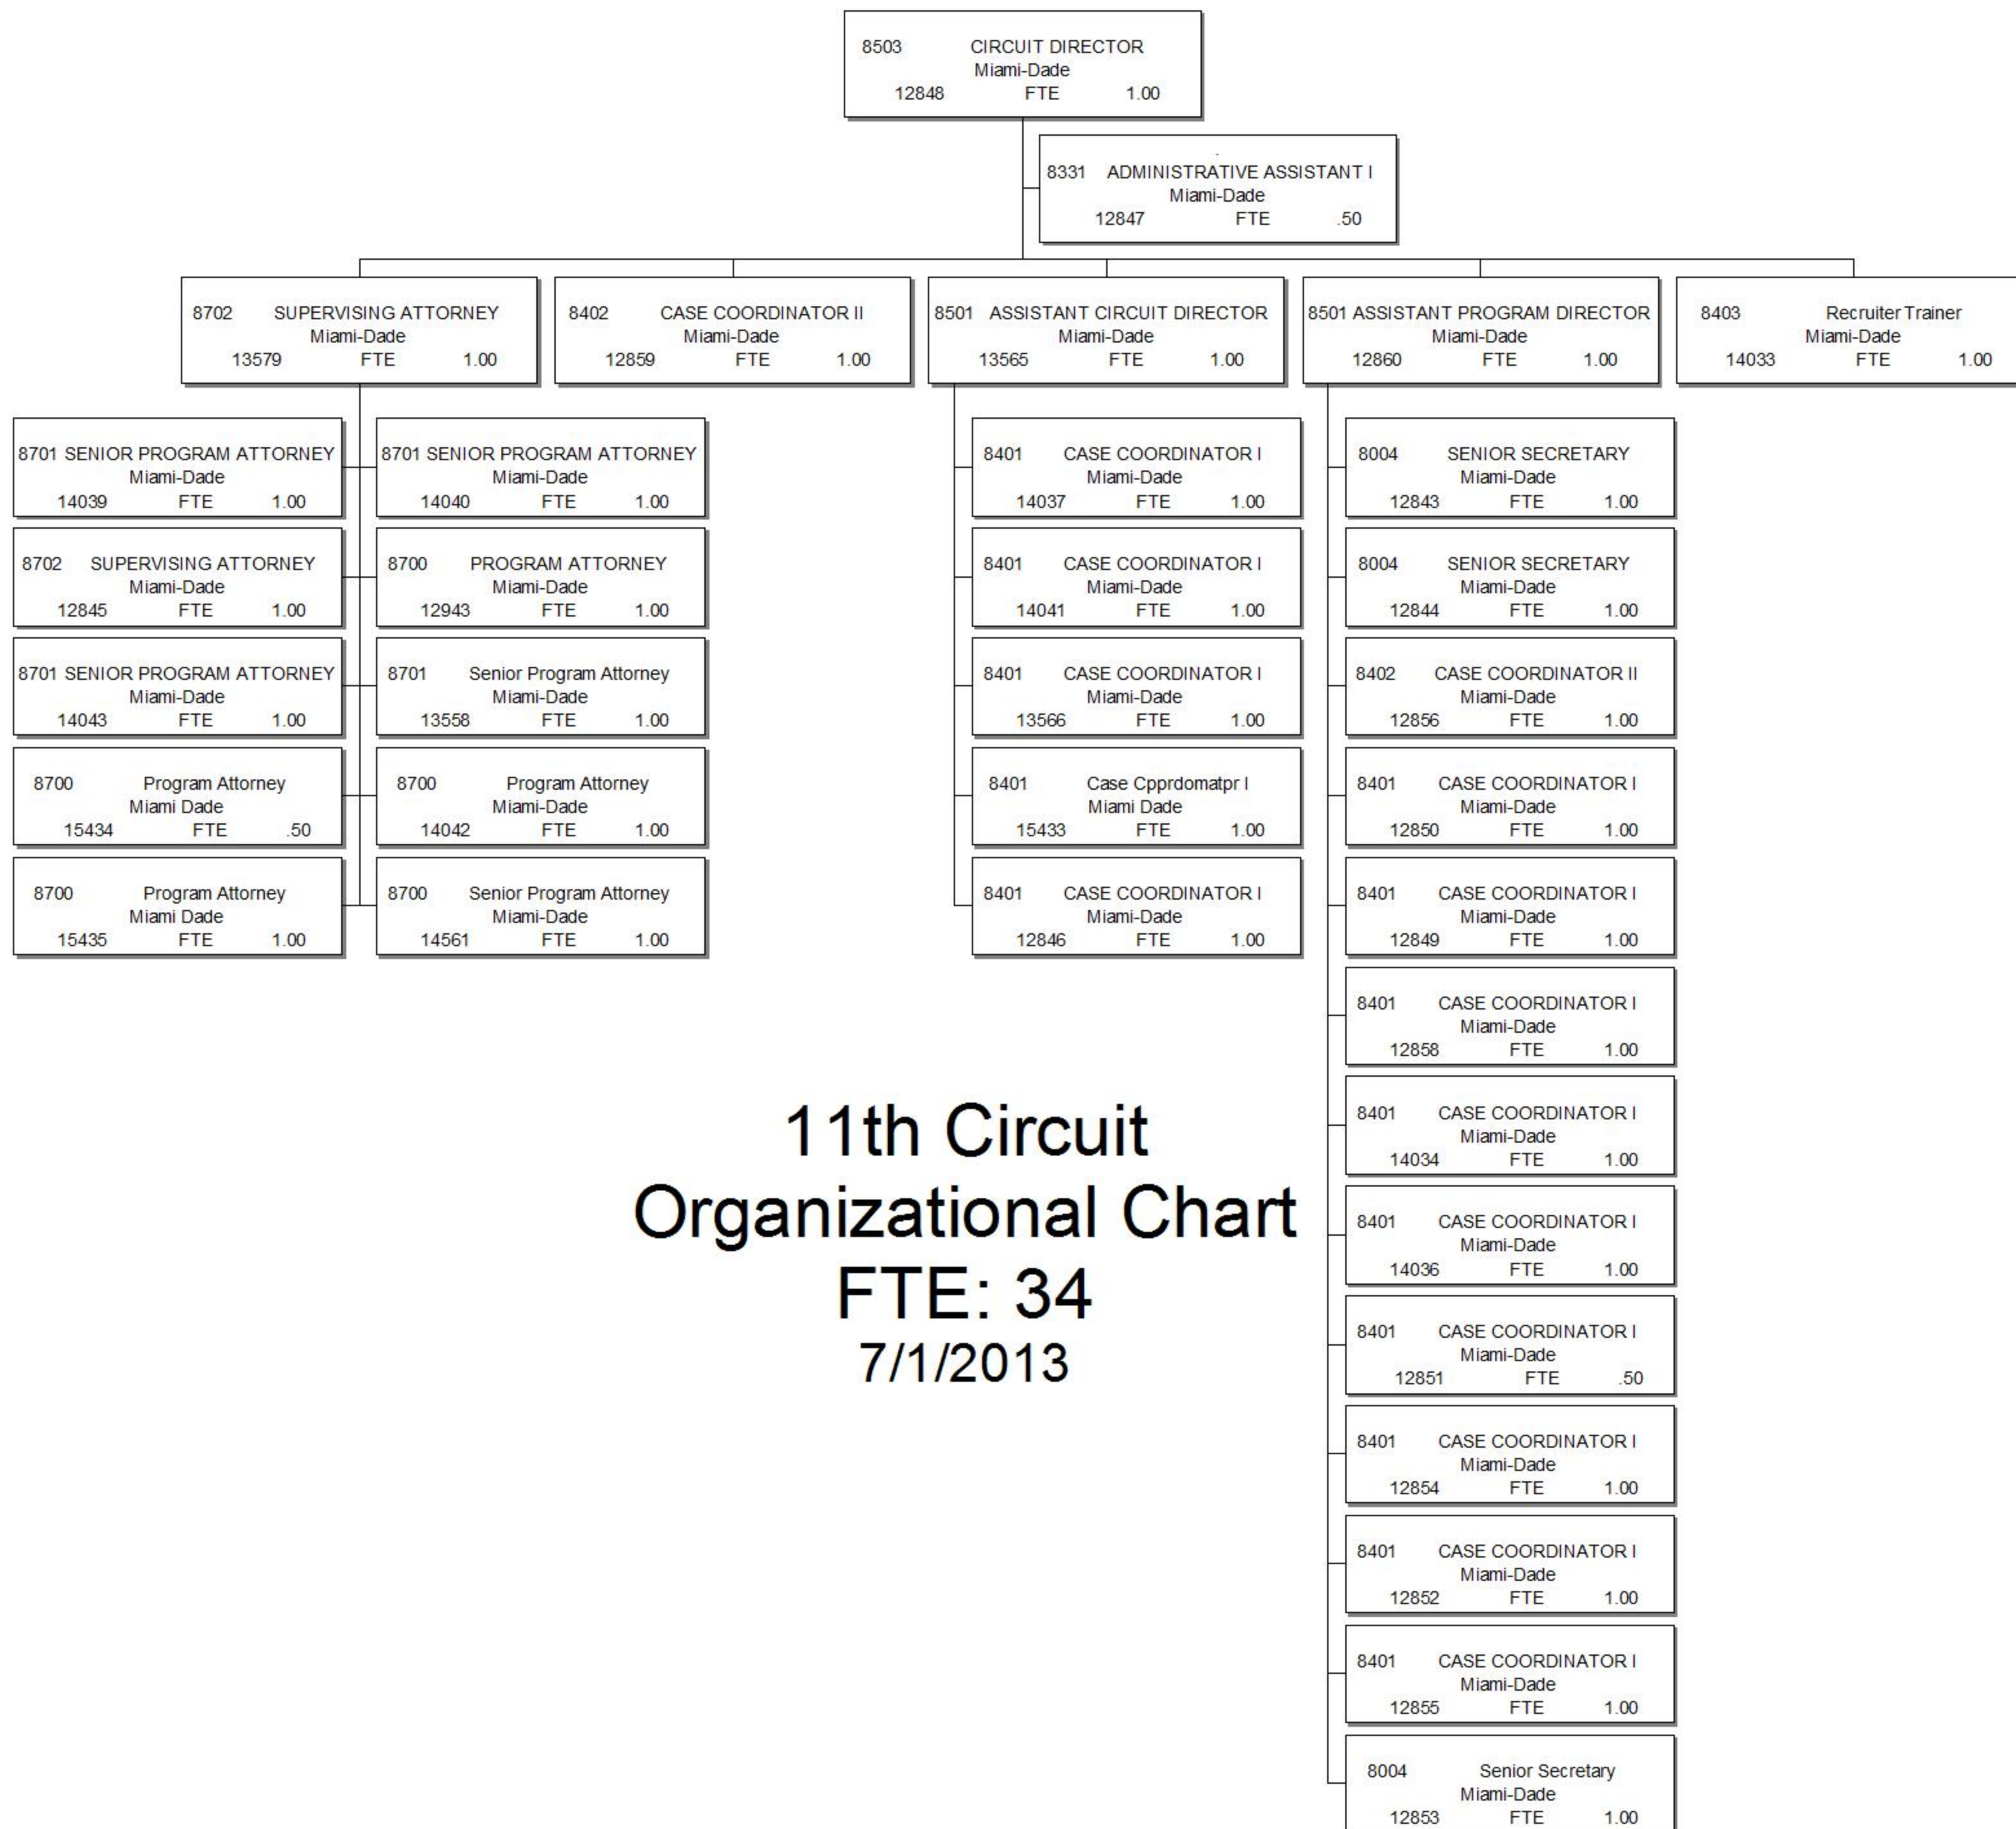 8503 CIRCUIT DIRECTOR
Miami-Dade
12848 FTE 1.00
8331 ADMINISTRATIVE ASSISTANT I
Miami-Dade
12847 FTE .50
8702 SUPERVISING ATTORNEY
Miami-Dade
13579 FTE 1.00
8402 CASE COORDINATOR II
Miami-Dade
12859 FTE 1.00
8501 ASSISTANT CIRCUIT DIRECTOR
Miami-Dade
13565 FTE 1.00
8501 ASSISTANT PROGRAM DIRECTOR
Miami-Dade
12860 FTE 1.00
8403 Recruiter Trainer
Miami-Dade
14033 FTE 1.00
8701 SENIOR PROGRAM ATTORNEY
Miami-Dade
14039 FTE 1.00
8701 SENIOR PROGRAM ATTORNEY
Miami-Dade
14040 FTE 1.00
8702 SUPERVISING ATTORNEY
Miami-Dade
12845 FTE 1.00
8700 PROGRAM ATTORNEY
Miami-Dade
12943 FTE 1.00
8701 SENIOR PROGRAM ATTORNEY
Miami-Dade
14043 FTE 1.00
8701 Senior Program Attorney
Miami-Dade
13558 FTE 1.00
8700 Program Attorney
Miami Dade
15434 FTE .50
8700 Program Attorney
Miami-Dade
14042 FTE 1.00
8700 Program Attorney
Miami Dade
15435 FTE 1.00
8700 Senior Program Attorney
Miami-Dade
14561 FTE 1.00
8401 CASE COORDINATOR I
Miami-Dade
14037 FTE 1.00
8401 CASE COORDINATOR I
Miami-Dade
14041 FTE 1.00
8401 CASE COORDINATOR I
Miami-Dade
13566 FTE 1.00
8401 Case Cpprdomatpr I
Miami Dade
15433 FTE 1.00
8401 CASE COORDINATOR I
Miami-Dade
12846 FTE 1.00
8004 SENIOR SECRETARY
Miami-Dade
12843 FTE 1.00
8004 SENIOR SECRETARY
Miami-Dade
12844 FTE 1.00
8402 CASE COORDINATOR II
Miami-Dade
12856 FTE 1.00
8401 CASE COORDINATOR I
Miami-Dade
12850 FTE 1.00
8401 CASE COORDINATOR I
Miami-Dade
12849 FTE 1.00
8401 CASE COORDINATOR I
Miami-Dade
12858 FTE 1.00
8401 CASE COORDINATOR I
Miami-Dade
14034 FTE 1.00
8401 CASE COORDINATOR I
Miami-Dade
14036 FTE 1.00
8401 CASE COORDINATOR I
Miami-Dade
12851 FTE .50
8401 CASE COORDINATOR I
Miami-Dade
12854 FTE 1.00
8401 CASE COORDINATOR I
Miami-Dade
12852 FTE 1.00
8401 CASE COORDINATOR I
Miami-Dade
12855 FTE 1.00
8004 Senior Secretary
Miami-Dade
12853 FTE 1.00
11th Circuit
Organizational Chart
FTE: 34
7/1/2013